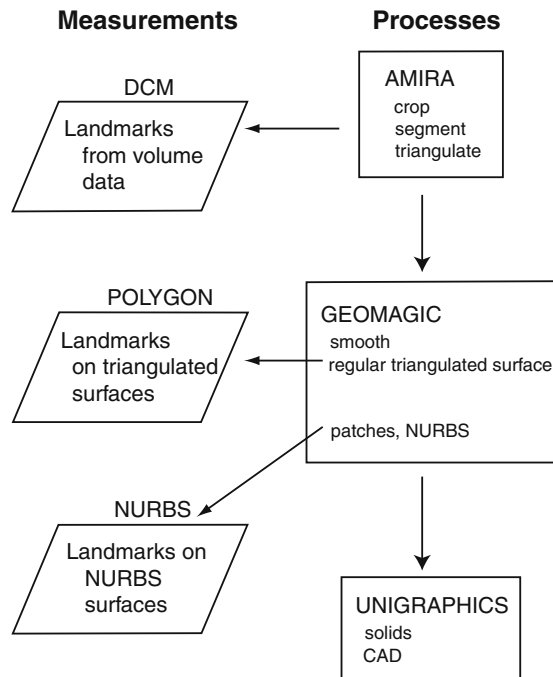 Measurements
Processes
DCM
Landmarks
from volume
data
AMIRA
crop
segment
triangulate
POLYGON
Landmarks
on triangulated
surfaces
GEOMAGIC
smooth
regular triangulated surface
patches, NURBS
NURBS
Landmarks on
NURBS
surfaces
UNIGRAPHICS
solids
CAD